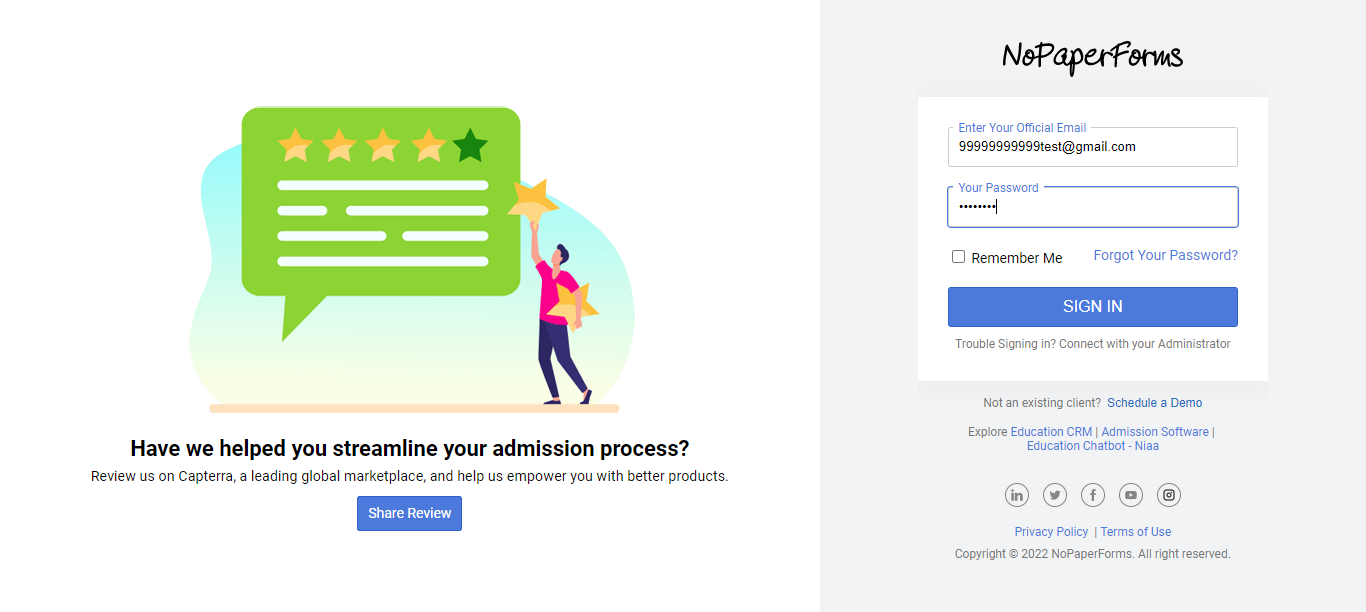 Have we helped you streamline your admission process?
Review us on Capterra, a leading global marketplace, and help us empower you with better products.
Share Review
NoPaperForms
Enter Your Official Email
99999999999test@gmail.com
Your Password
••••••••
Remember Me
Forgot Your Password?
SIGN IN
Trouble Signing in? Connect with your Administrator
Not an existing client? Schedule a Demo
Explore Education CRM | Admission Software |
Education Chatbot - Niaa
in
f
Privacy Policy | Terms of Use
Copyright © 2022 NoPaperForms. All right reserved.